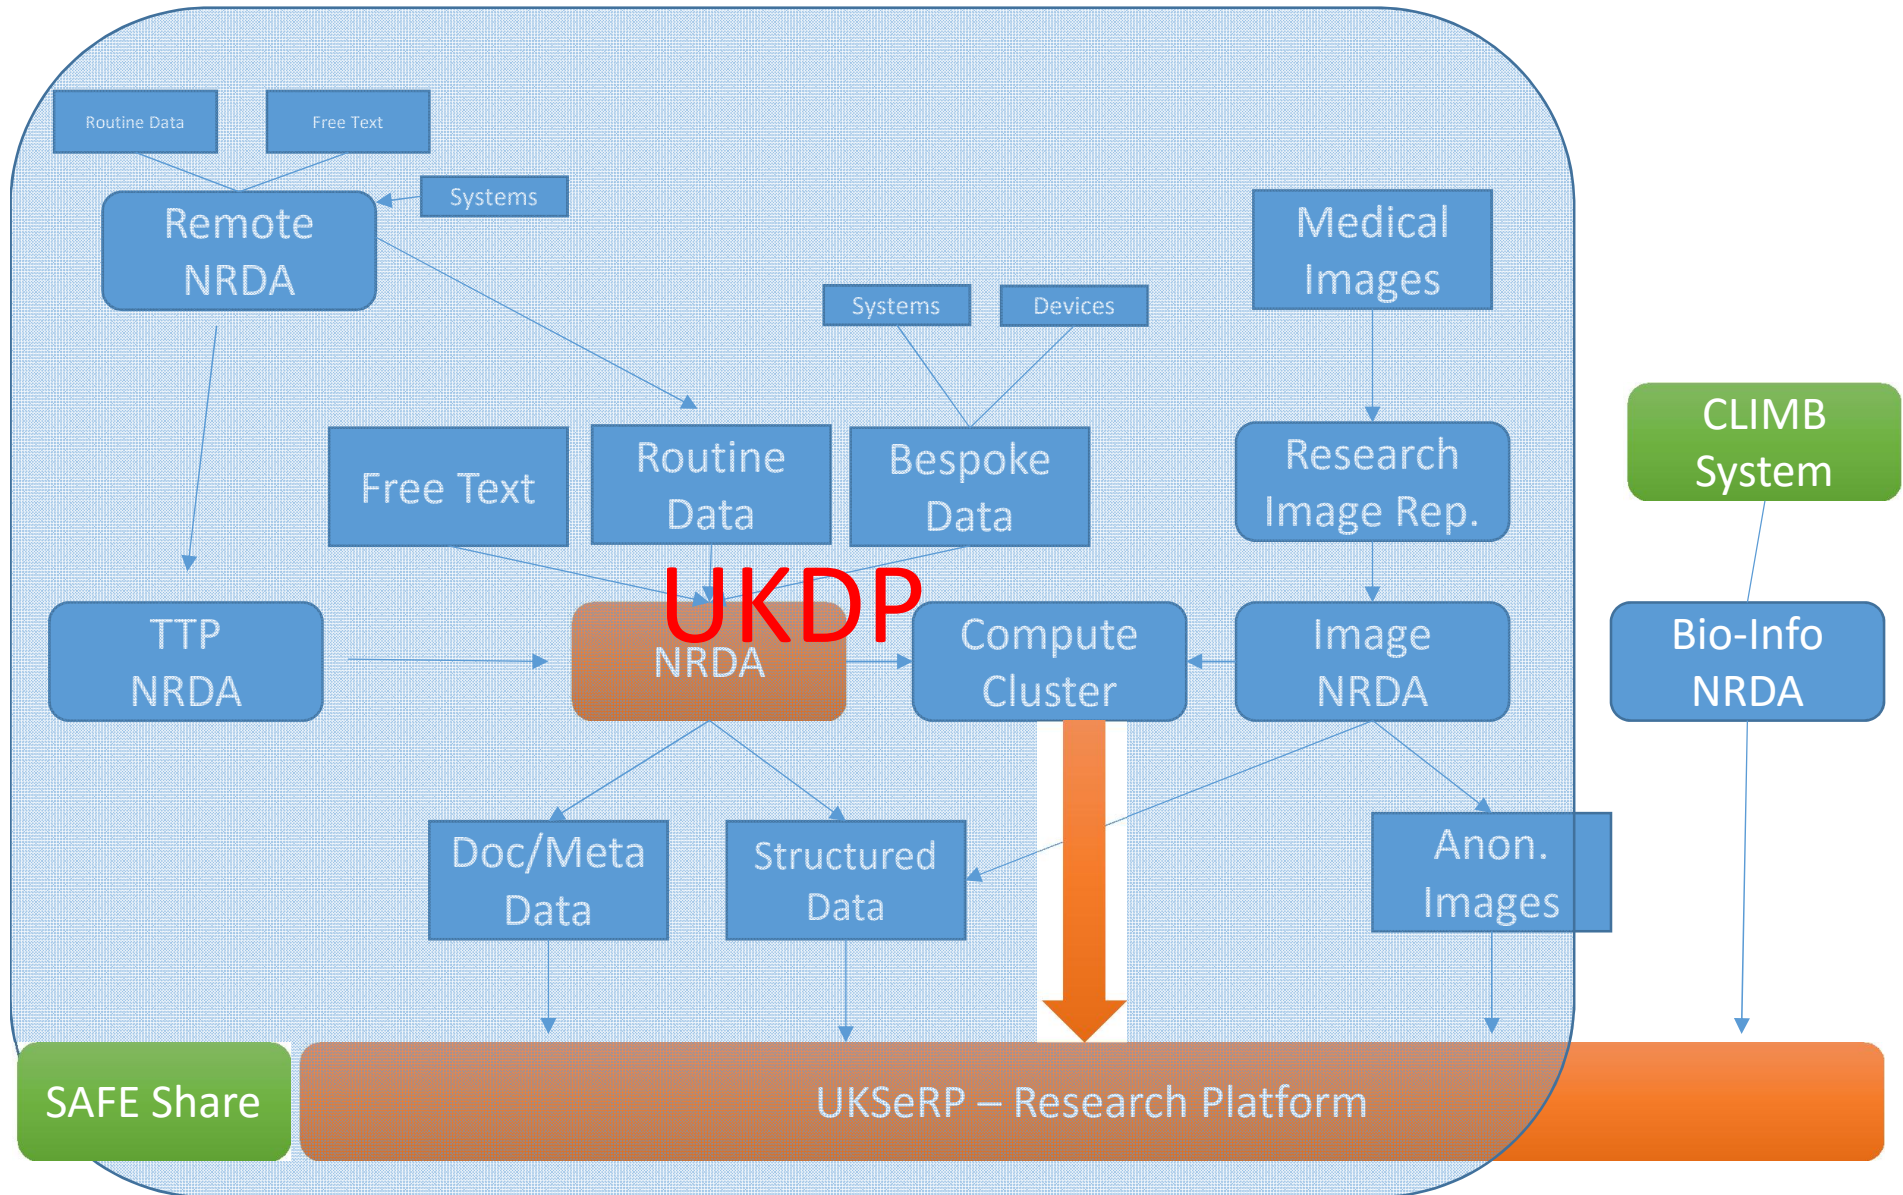 Routine Data
Free Text
Systems
Remote
NRDA
Medical
Images
Systems
Devices
Free Text
Routine
Data
Bespoke
Data
Research
Image Rep.
CLIMB
System
UKDP
TTP
NRDA
NRDA
Compute
Cluster
Image
NRDA
Bio-Info
NRDA
Doc/Meta
Data
Structured
Data
Anon.
Images
SAFE Share
UKSeRP – Research Platform